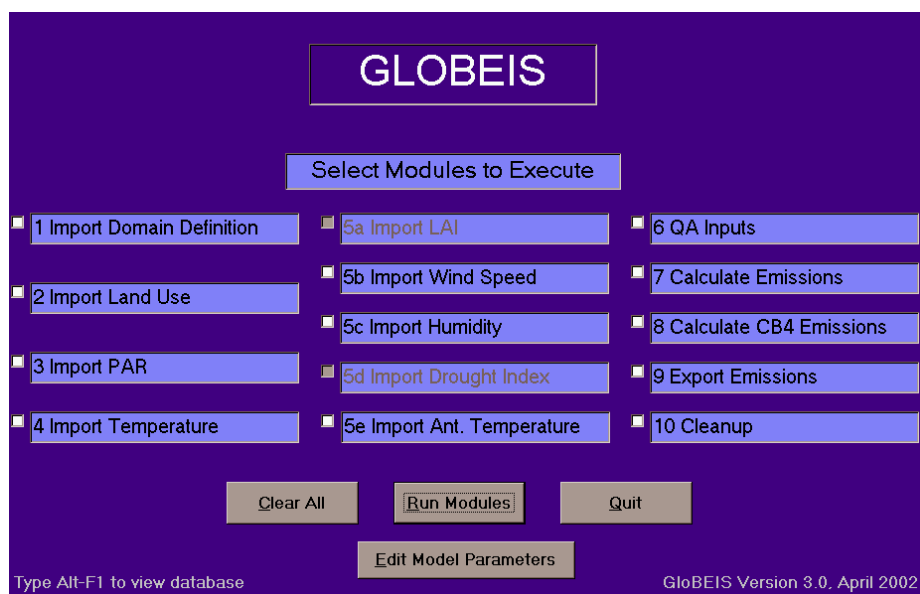 GLOBEIS
Select Modules to Execute
1 Import Domain Definition
2 Import Land Use
3 Import PAR
4 Import Temperature
5a Import LAI
5b Import Wind Speed
5c Import Humidity
5d Import Drought Index
5e Import Ant. Temperature
6 QA Inputs
7 Calculate Emissions
8 Calculate CB4 Emissions
9 Export Emissions
10 Cleanup
Clear All
Run Modules
Quit
Edit Model Parameters
Type Alt-F1 to view database
GloBEIS Version 3.0, April 2002